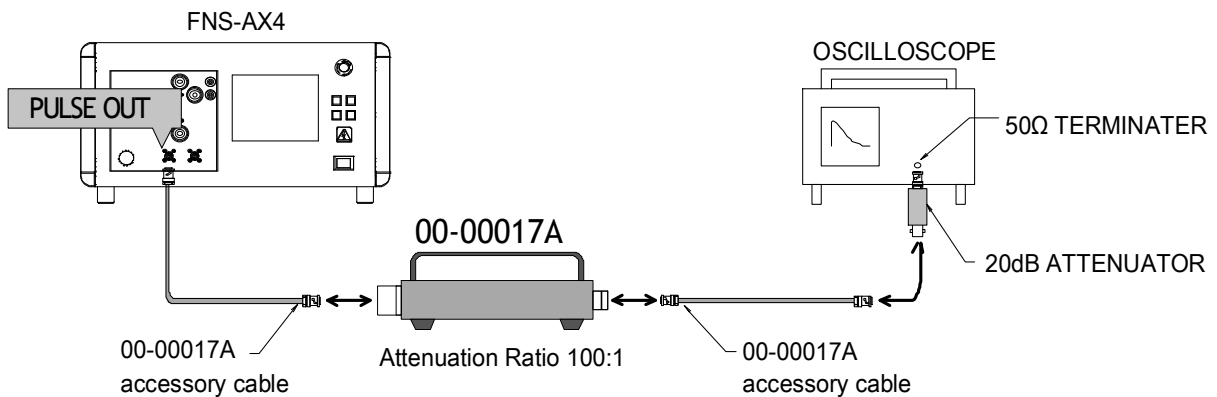 FNS-AX4
OSCILLOSCOPE
PULSE OUT
50Ω TERMINATER
00-00017A
20dB ATTENUATOR
00-00017A
accessory cable
Attenuation Ratio 100:1
00-00017A
accessory cable